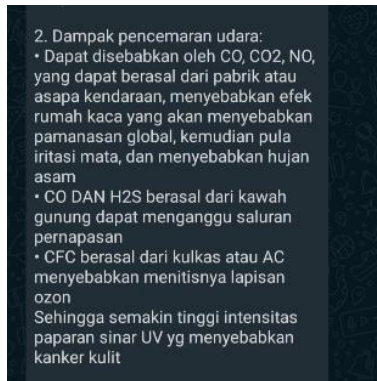 2. Dampak pencemaran udara:
• Dapat disebabkan oleh CO, CO2, NO,
yang dapat berasal dari pabrik atau
asapa kendaraan, menyebabkan efek
rumah kaca yang akan menyebabkan
pamanasan global, kemudian pula
iritasi mata, dan menyebabkan hujan
asam
• CO DAN H2S berasal dari kawah
gunung dapat menganggu saluran
pernapasan
• CFC berasal dari kulkas atau AC
menyebabkan menitisnya lapisan
ozon
Sehingga semakin tinggi intensitas
paparan sinar UV yg menyebabkan
kanker kulit